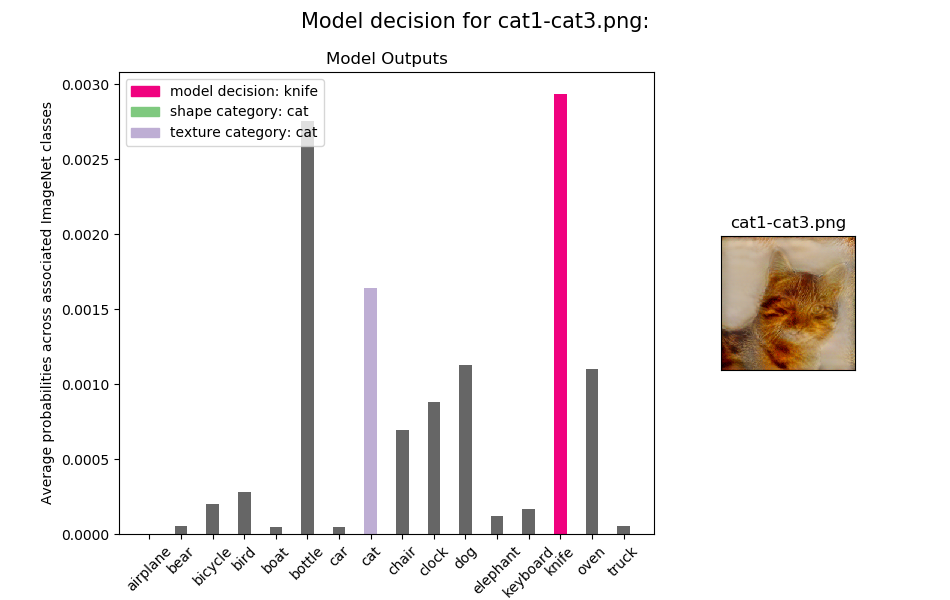 Model decision for cat1-cat3.png:
Model Outputs
model decision: knife
shape category: cat
texture category: cat
Average probabilities across associated ImageNet classes
0.0030
0.0025
0.0020
0.0015
0.0010
0.0005
0.0000
airplane
bear
bicycle
bird
boat
bottle
car
cat
chair
clock
dog
elephant
keyboard
knife
oven
truck
cat1-cat3.png